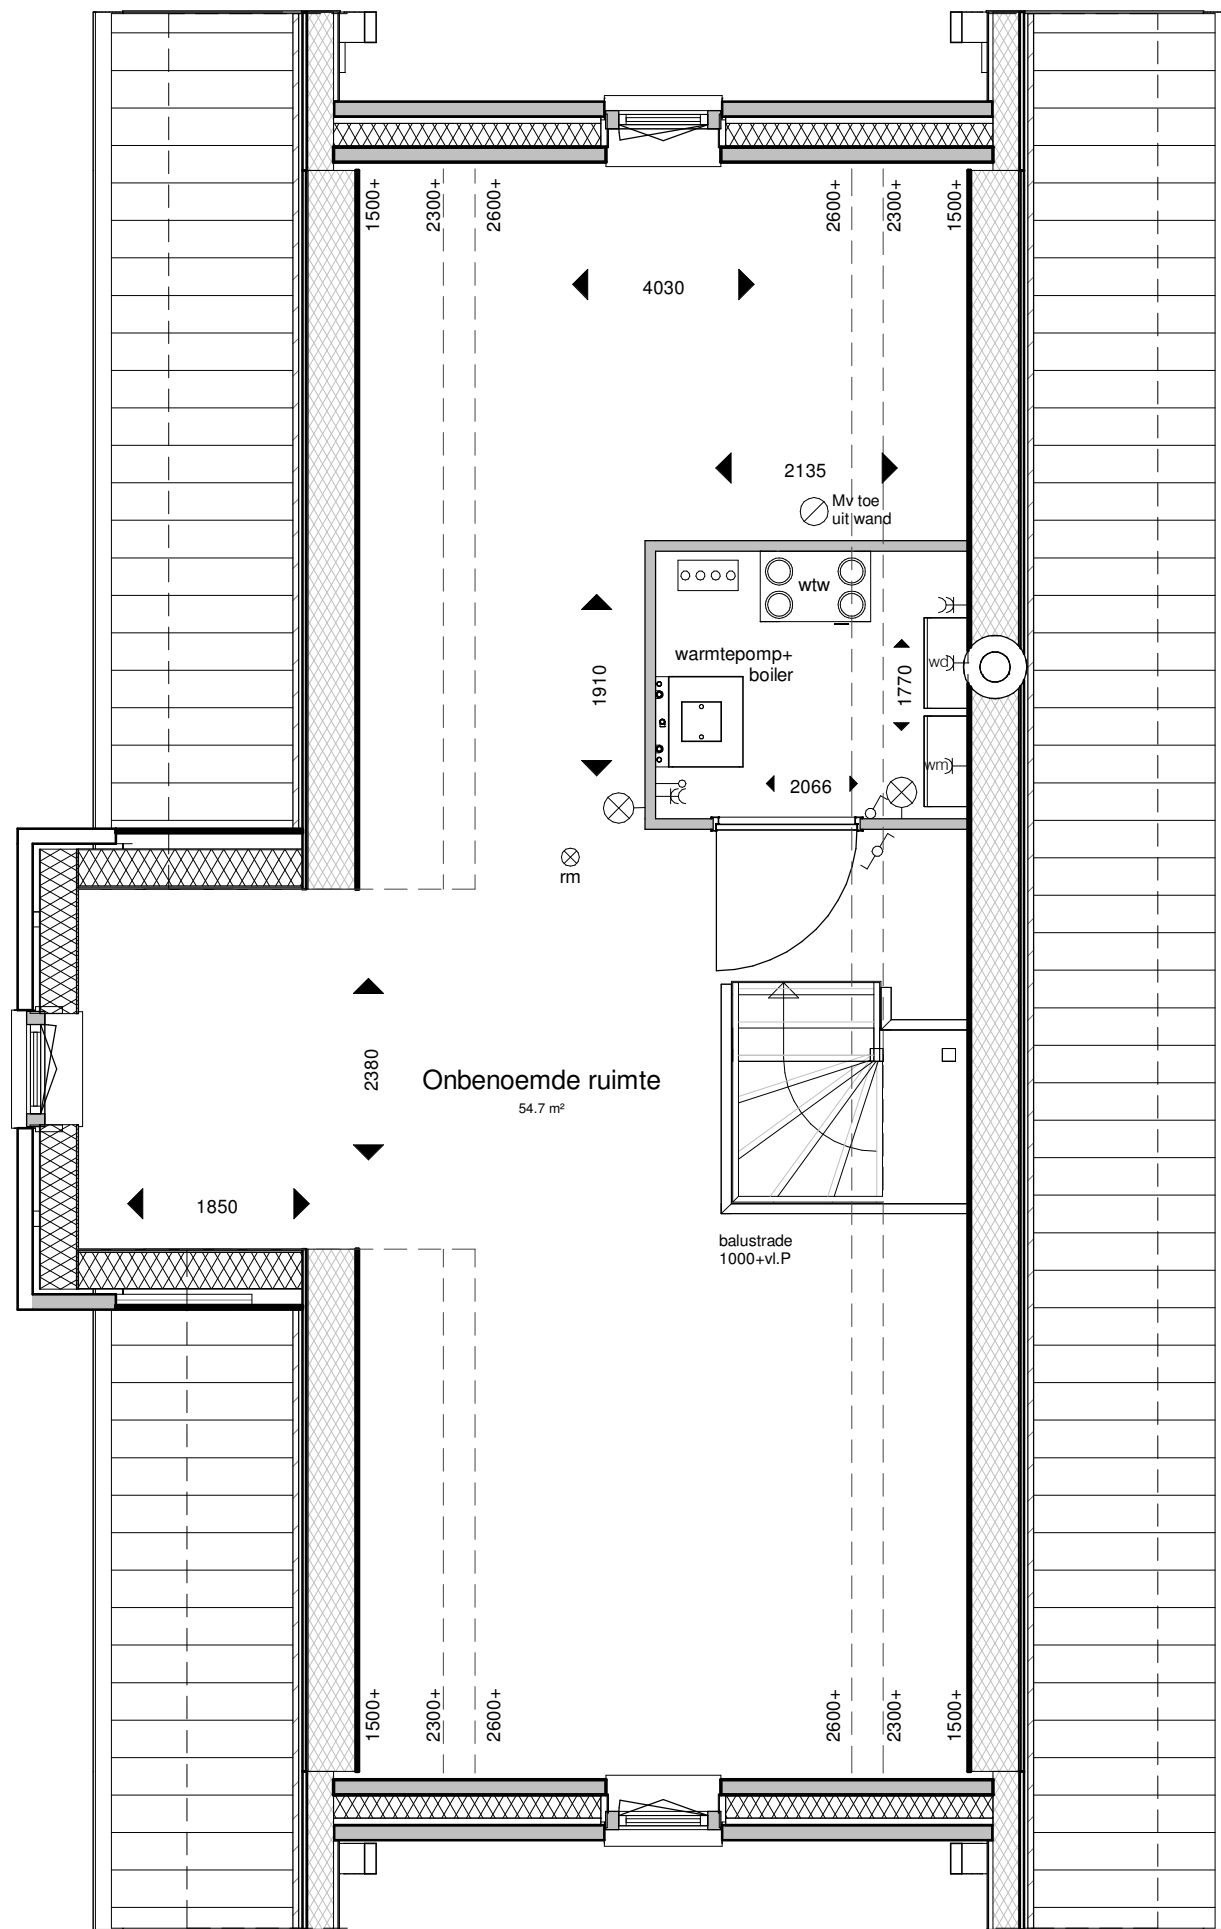 1500+
2300+
2600+
2600+
2300+
1500+
4030
2135
Mv toe
uit wand
wtw
warmtepomp+
boiler
1910
wd
1770
wm
2066
rm
2380
Onbenoemde ruimte
54.7 m²
1850
balustrade
1000+vl.P
1500+
2300+
2600+
2600+
2300+
1500+